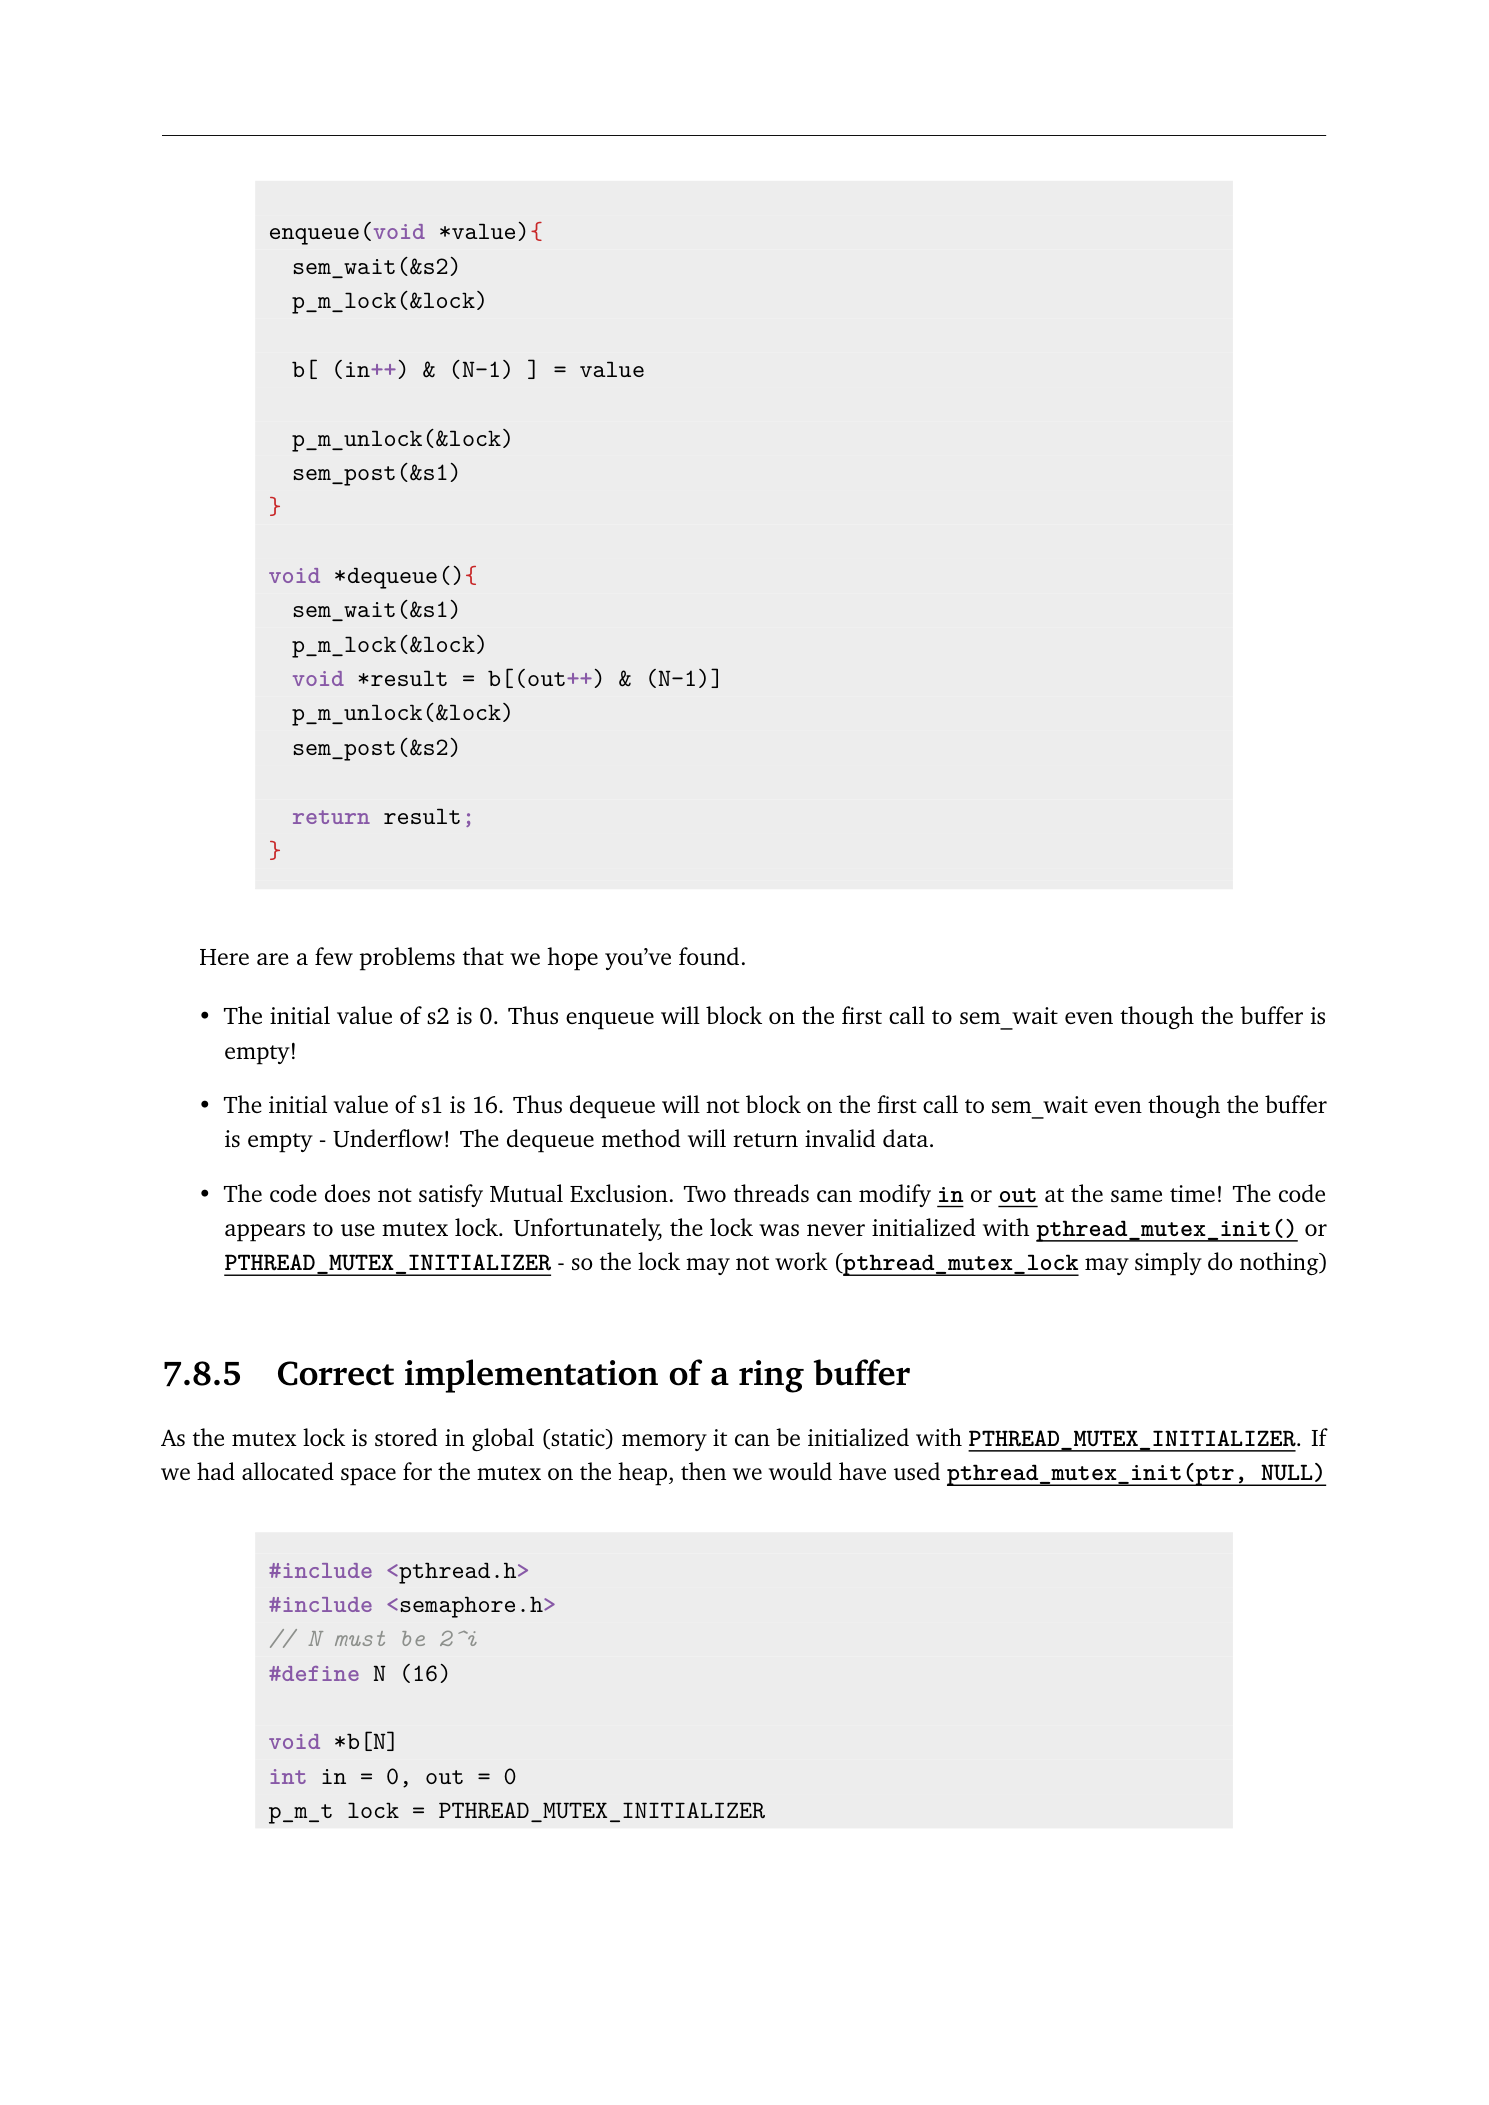 enqueue(void *value){
  sem_wait(&s2)
  p_m_lock(&lock)

  b[ (in++) & (N-1) ] = value

  p_m_unlock(&lock)
  sem_post(&s1)
}

void *dequeue(){
  sem_wait(&s1)
  p_m_lock(&lock)
  void *result = b[(out++) & (N-1)]
  p_m_unlock(&lock)
  sem_post(&s2)

  return result;
}

Here are a few problems that we hope you’ve found.
• The initial value of s2 is 0. Thus enqueue will block on the first call to sem_wait even though the buffer is
empty!
• The initial value of s1 is 16. Thus dequeue will not block on the first call to sem_wait even though the buffer
is empty - Underflow! The dequeue method will return invalid data.
• The code does not satisfy Mutual Exclusion. Two threads can modify in or out at the same time! The code
appears to use mutex lock. Unfortunately, the lock was never initialized with pthread_mutex_init() or
PTHREAD_MUTEX_INITIALIZER - so the lock may not work (pthread_mutex_lock may simply do nothing)

7.8.5 Correct implementation of a ring buffer
As the mutex lock is stored in global (static) memory it can be initialized with PTHREAD_MUTEX_INITIALIZER. If
we had allocated space for the mutex on the heap, then we would have used pthread_mutex_init(ptr, NULL)

#include <pthread.h>
#include <semaphore.h>
// N must be 2^i
#define N (16)

void *b[N]
int in = 0, out = 0
p_m_t lock = PTHREAD_MUTEX_INITIALIZER